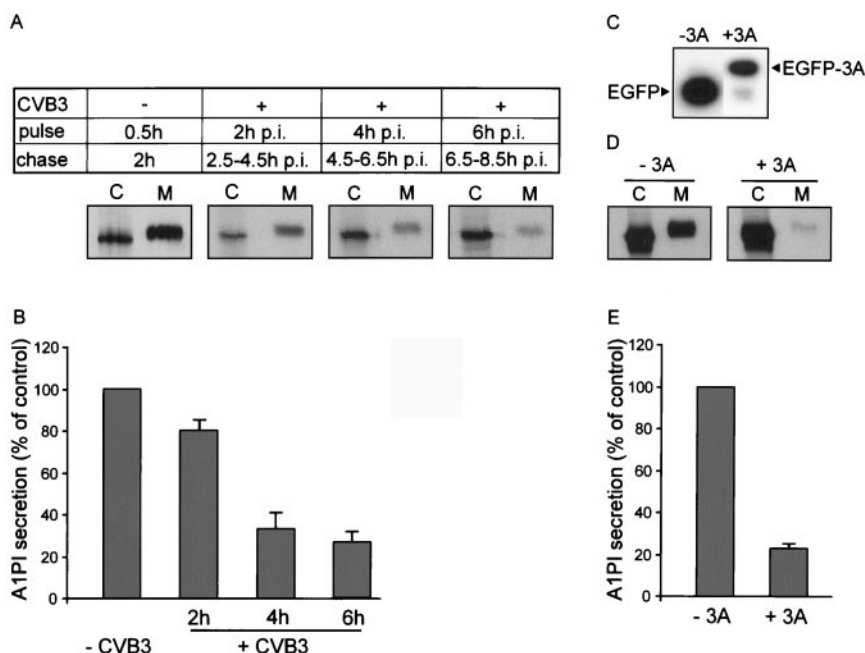 A
CVB3 - + + +
pulse 0.5h 2h p.i. 4h p.i. 6h p.i.
chase 2h 2.5-4.5h p.i. 4.5-6.5h p.i. 6.5-8.5h p.i.
C M C M C M C M
B
A1PI secretion (% of control)
120
100
80
60
40
20
0
2h 4h 6h
- CVB3 + CVB3
C
-3A +3A
◄EGFP-3A
EGFP►
D
- 3A + 3A
C M C M
E
A1PI secretion (% of control)
120
100
80
60
40
20
0
- 3A + 3A